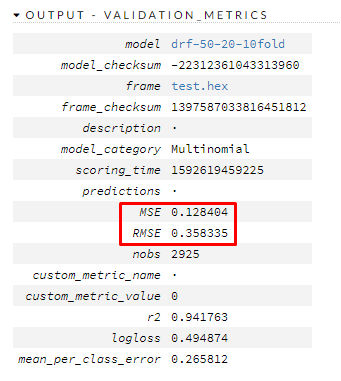 OUTPUT - VALIDATION_METRICS
model drf-50-20-10fold
model_checksum -22312361043313960
frame test.hex
frame_checksum 1397587033816451812
description ·
model_category Multinomial
scoring_time 1592619459225
predictions ·
MSE 0.128404
RMSE 0.358335
nobs 2925
custom_metric_name ·
custom_metric_value 0
r2 0.941763
logloss 0.494874
mean_per_class_error 0.265812